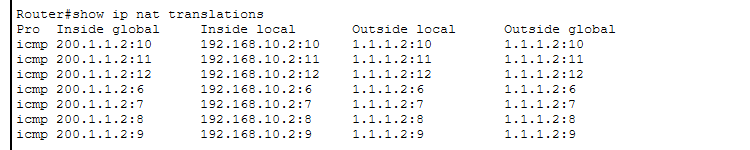 Router#show ip nat translations
Pro  Inside global     Inside local       Outside local      Outside global
icmp 200.1.1.2:10      192.168.10.2:10    1.1.1.2:10         1.1.1.2:10
icmp 200.1.1.2:11      192.168.10.2:11    1.1.1.2:11         1.1.1.2:11
icmp 200.1.1.2:12      192.168.10.2:12    1.1.1.2:12         1.1.1.2:12
icmp 200.1.1.2:6       192.168.10.2:6     1.1.1.2:6          1.1.1.2:6
icmp 200.1.1.2:7       192.168.10.2:7     1.1.1.2:7          1.1.1.2:7
icmp 200.1.1.2:8       192.168.10.2:8     1.1.1.2:8          1.1.1.2:8
icmp 200.1.1.2:9       192.168.10.2:9     1.1.1.2:9          1.1.1.2:9